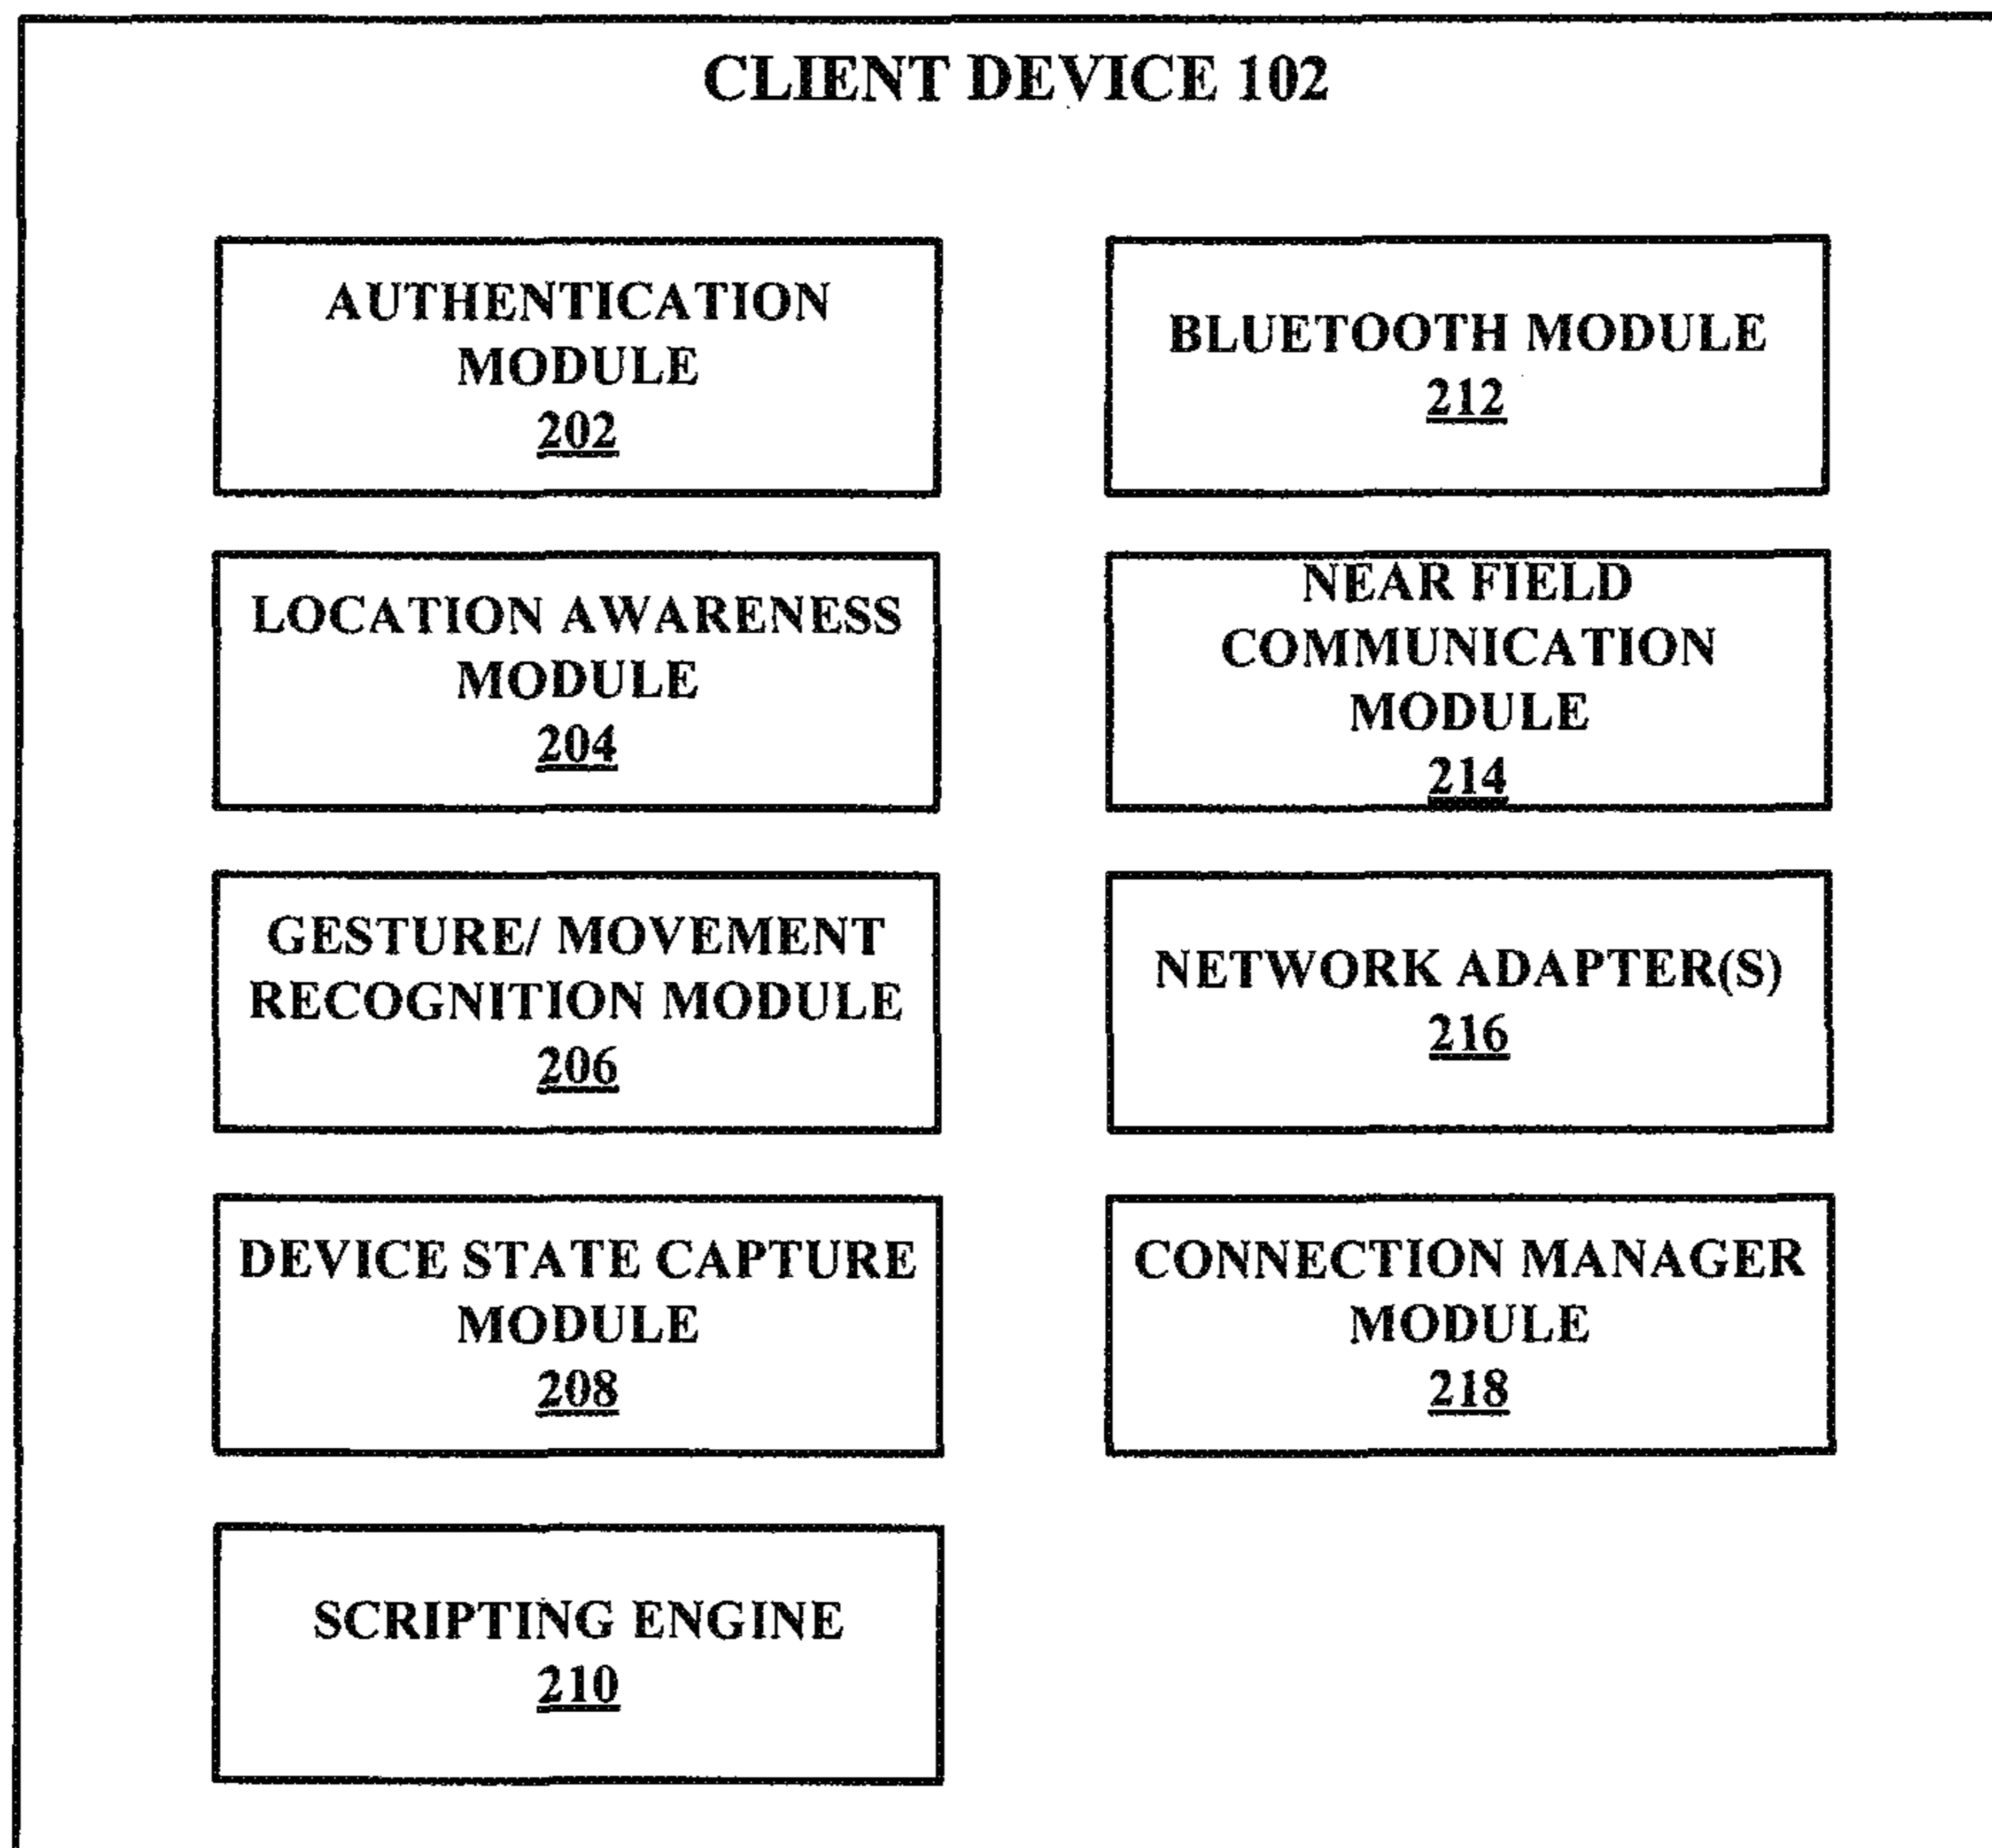 CLIENT DEVICE 102
AUTHENTICATION
MODULE
202
LOCATION AWARENESS
MODULE
204
GESTURE/ MOVEMENT
RECOGNITION MODULE
206
DEVICE STATE CAPTURE
MODULE
208
SCRIPTING ENGINE
210
BLUETOOTH MODULE
212
NEAR FIELD
COMMUNICATION
MODULE
214
NETWORK ADAPTER(S)
216
CONNECTION MANAGER
MODULE
218